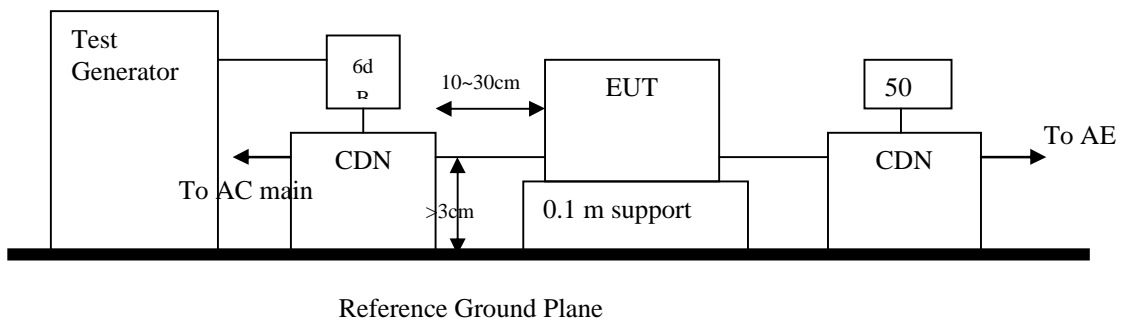 Test
Generator
6d
10~30cm
EUT
50
To AE
CDN
CDN
To AC main
>3cm
0.1 m support
Reference Ground Plane